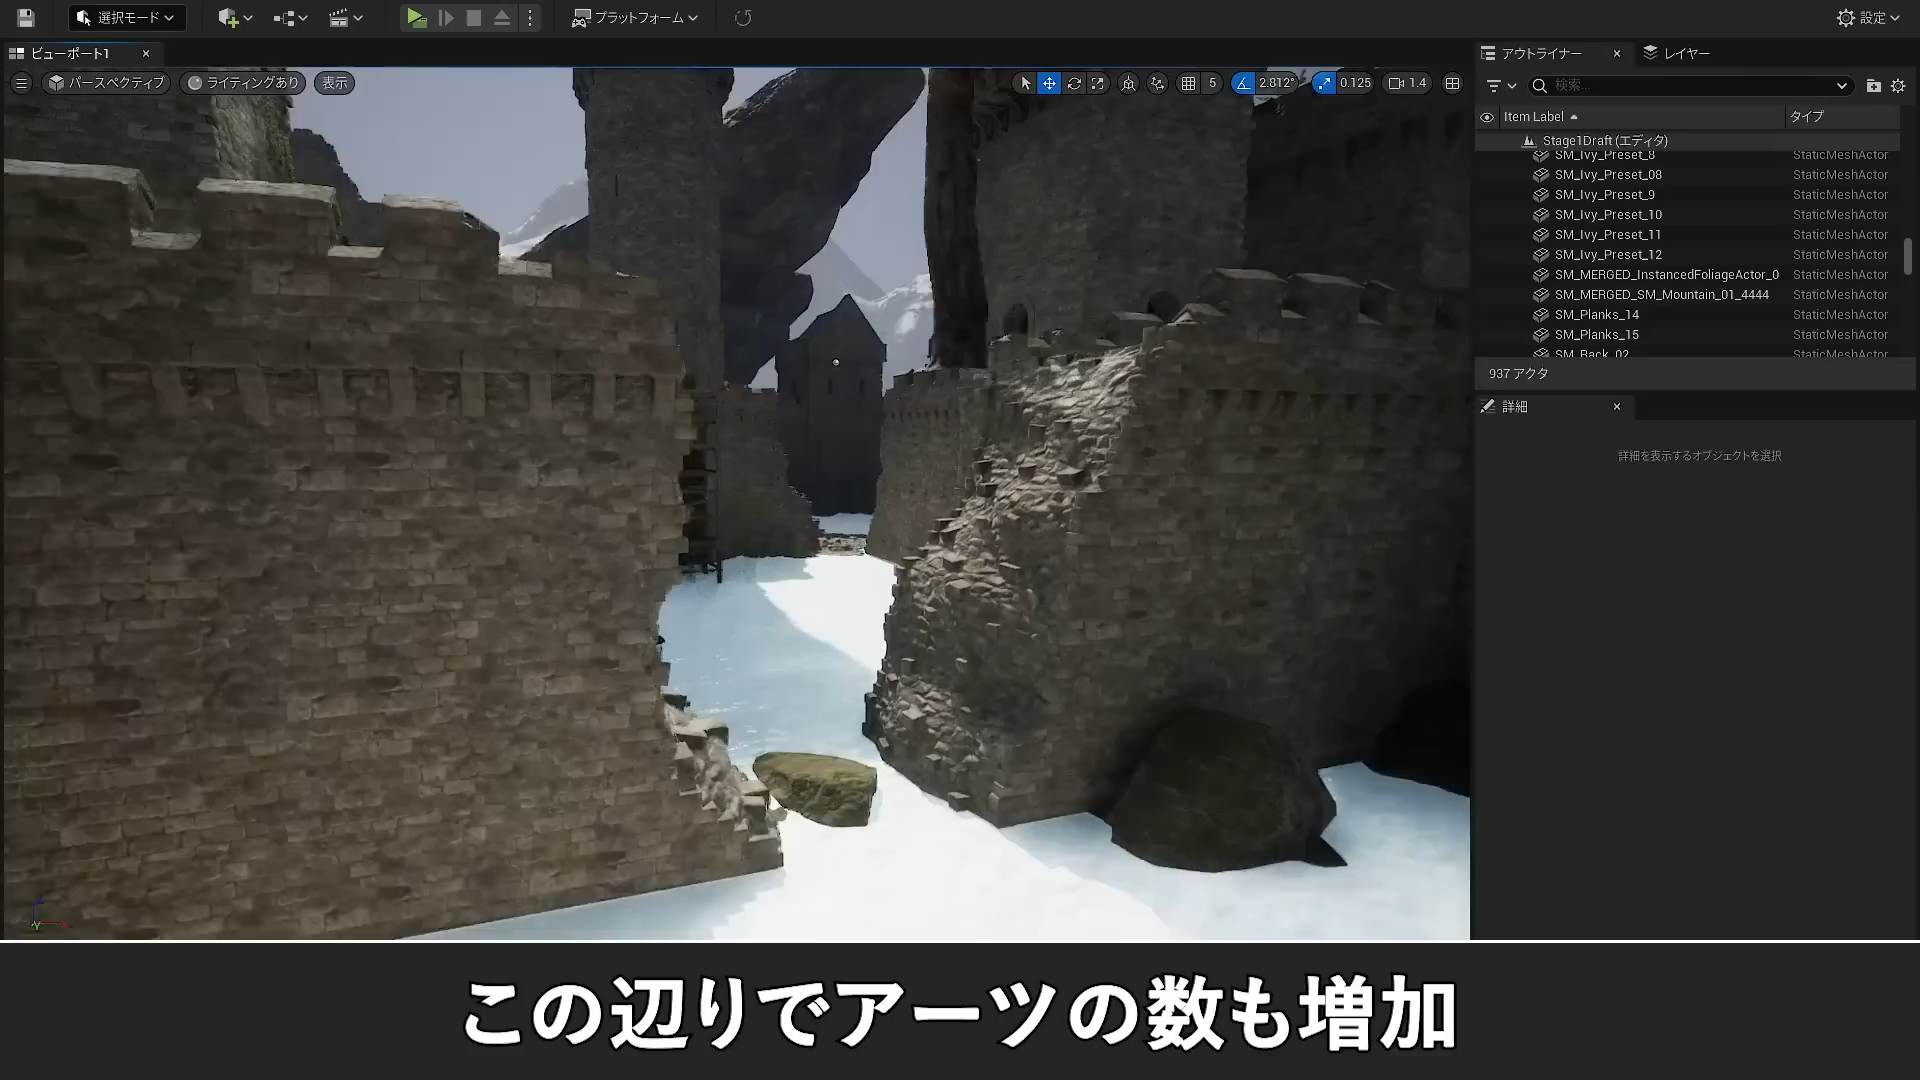 選択モード
プラットフォーム
設定
ビューポート1
パースペクティブ
ライティングあり
表示
5
2.812°
0.125
1.4
アウトライナー
レイヤー
検索...
Item Label
タイプ
Stage1Draft (エディタ)
SM_Ivy_Preset_8 StaticMeshActor
SM_Ivy_Preset_08 StaticMeshActor
SM_Ivy_Preset_9 StaticMeshActor
SM_Ivy_Preset_10 StaticMeshActor
SM_Ivy_Preset_11 StaticMeshActor
SM_Ivy_Preset_12 StaticMeshActor
SM_MERGED_InstancedFoliageActor_0 StaticMeshActor
SM_MERGED_SM_Mountain_01_4444 StaticMeshActor
SM_Planks_14 StaticMeshActor
SM_Planks_15 StaticMeshActor
SM_Rack_02 StaticMeshActor
937 アクタ
詳細
詳細を表示するオブジェクトを選択
Y
この辺りでアーツの数も増加